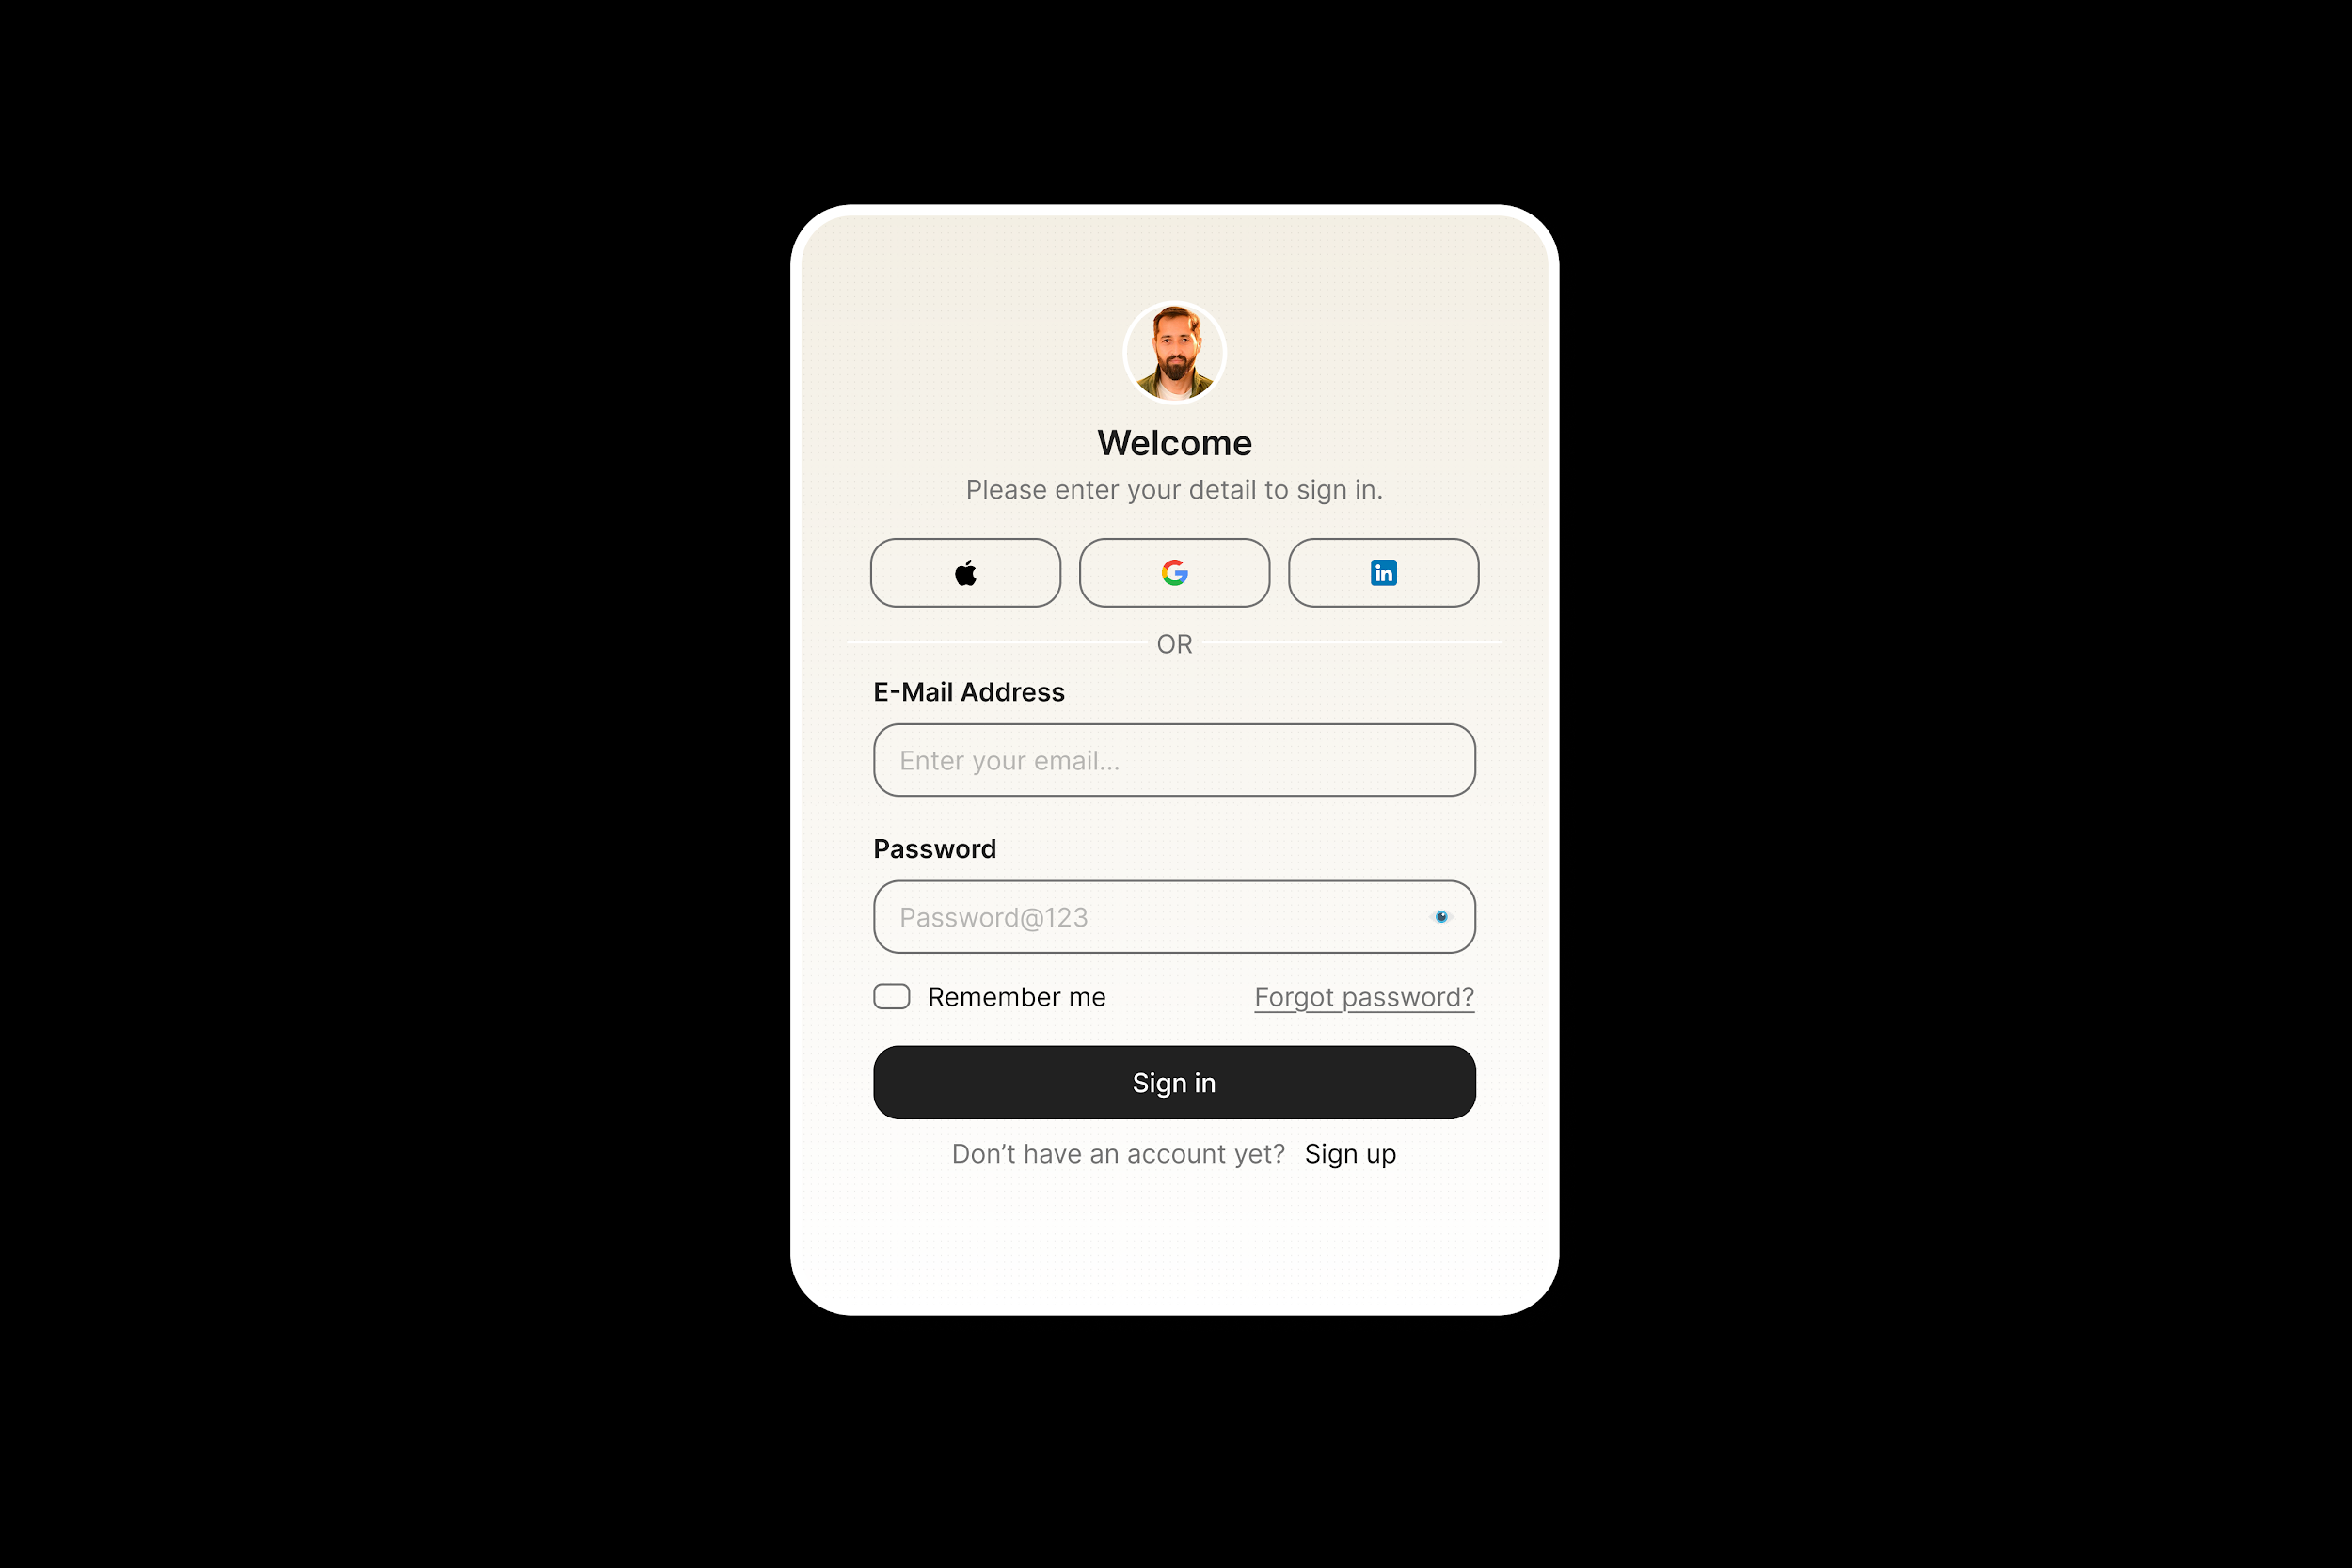 Welcome
Please enter your detail to sign in.
in
OR
E-Mail Address
Enter your email...
Password
Password@123
Remember me Forgot password?
Sign in
Don’t have an account yet? Sign up